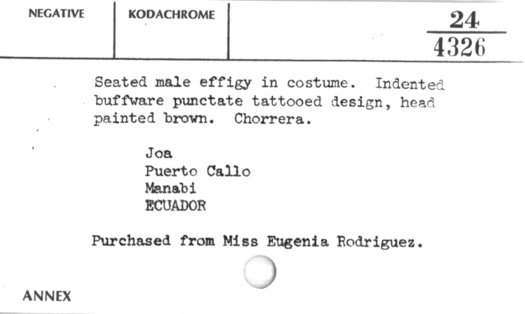 NEGATIVE
KODACHROME
24
4326
Seated male effigy in costume. Indented
buffware punctate tattooed design, head
painted brown. Chorrera.
Joa
Puerto Callo
Manabi
ECUADOR
Purchased from Miss Eugenia Rodriguez.
ANNEX